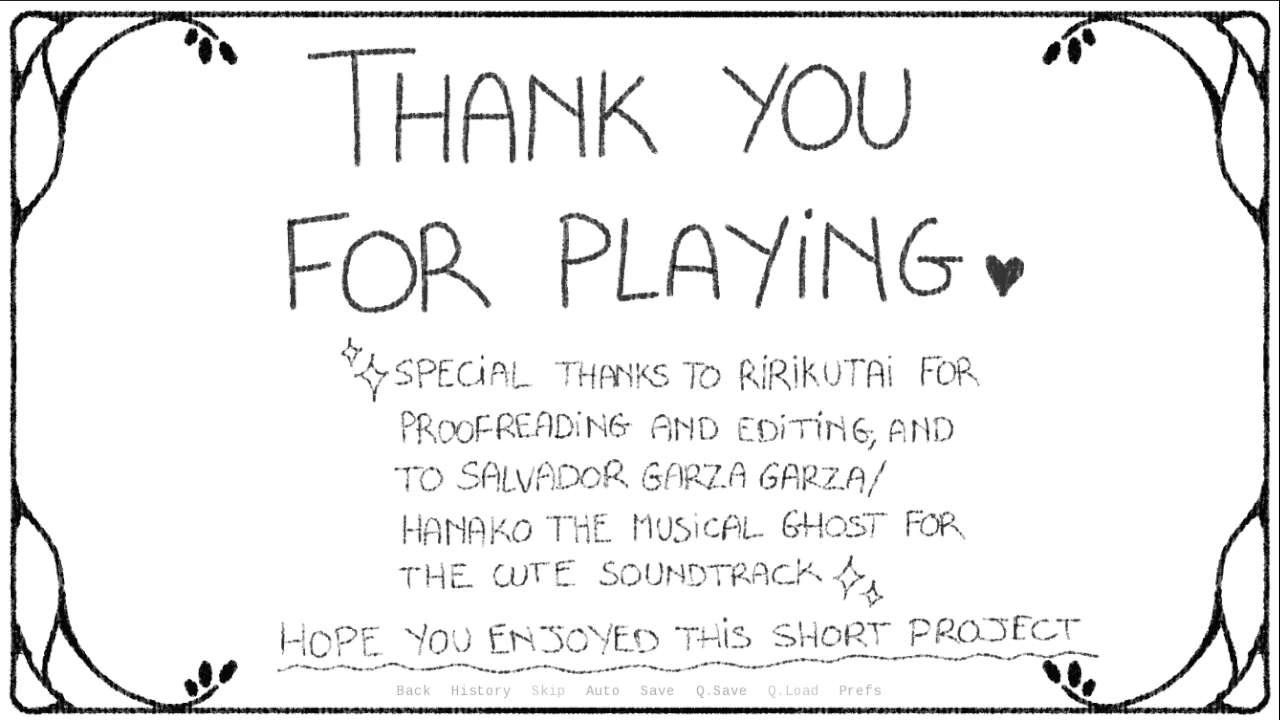 THANK YOU
FOR PLAYiNG
SPECiAL THANKS TO RiRiKUTAi FOR
PROOFREADiNG AND EDiTiNG, AND
TO SALVADOR GARZA GARZA/
HANAKO THE MUSiCAL GHOST FOR
THE CUTE SOUNDTRACK
HOPE YOU ENJOYED THiS SHORT PROJECT
Back History Skip Auto Save Q.Save Q.Load Prefs